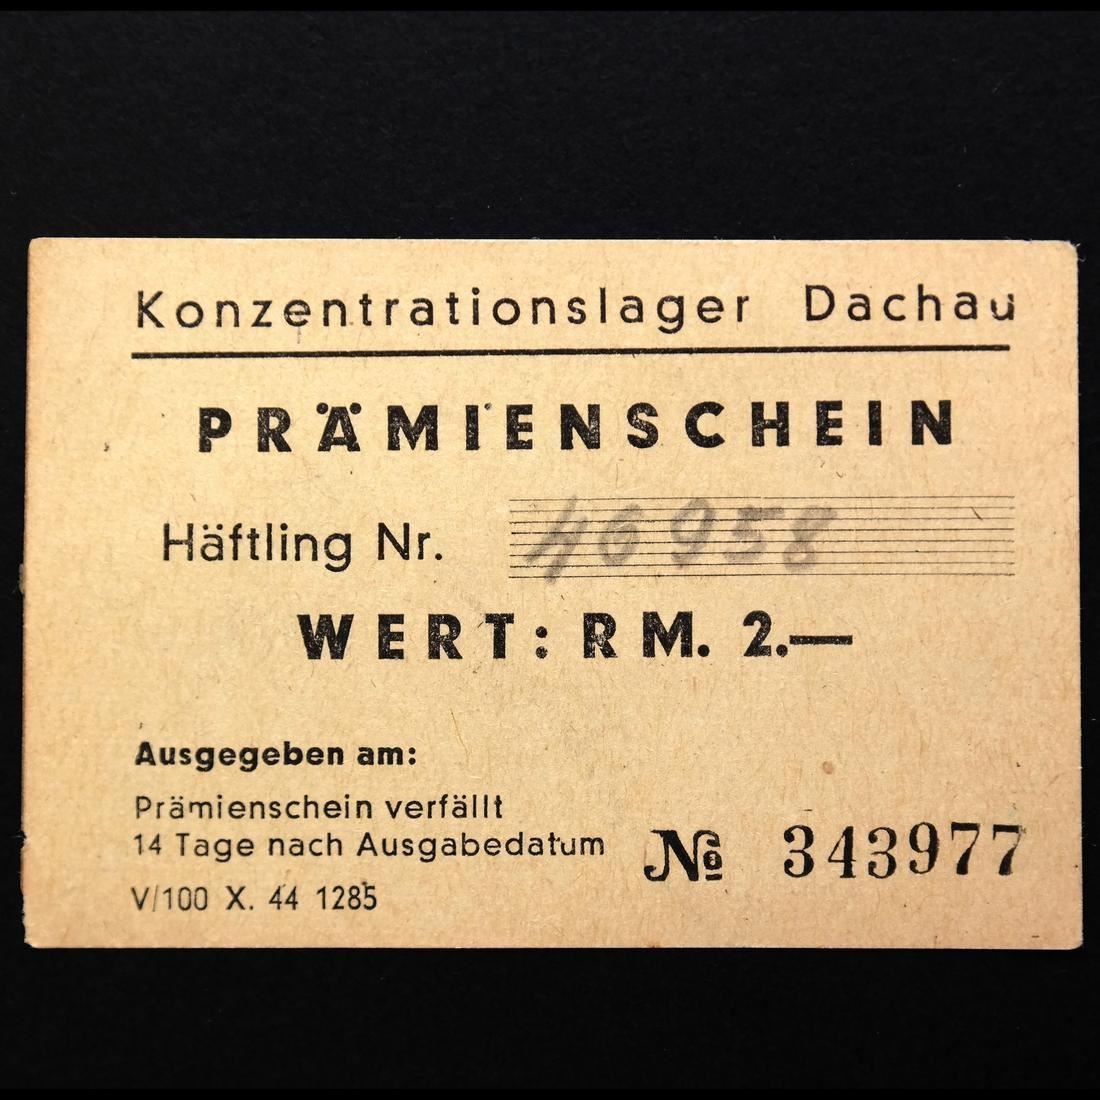 Konzentrationslager Dachau
PRÄMIENSCHEIN
Häftling Nr. 46958
WERT: RM. 2.—
Ausgegeben am:
Prämienschein verfällt
14 Tage nach Ausgabedatum
№ 343977
V/100 X. 44 1285